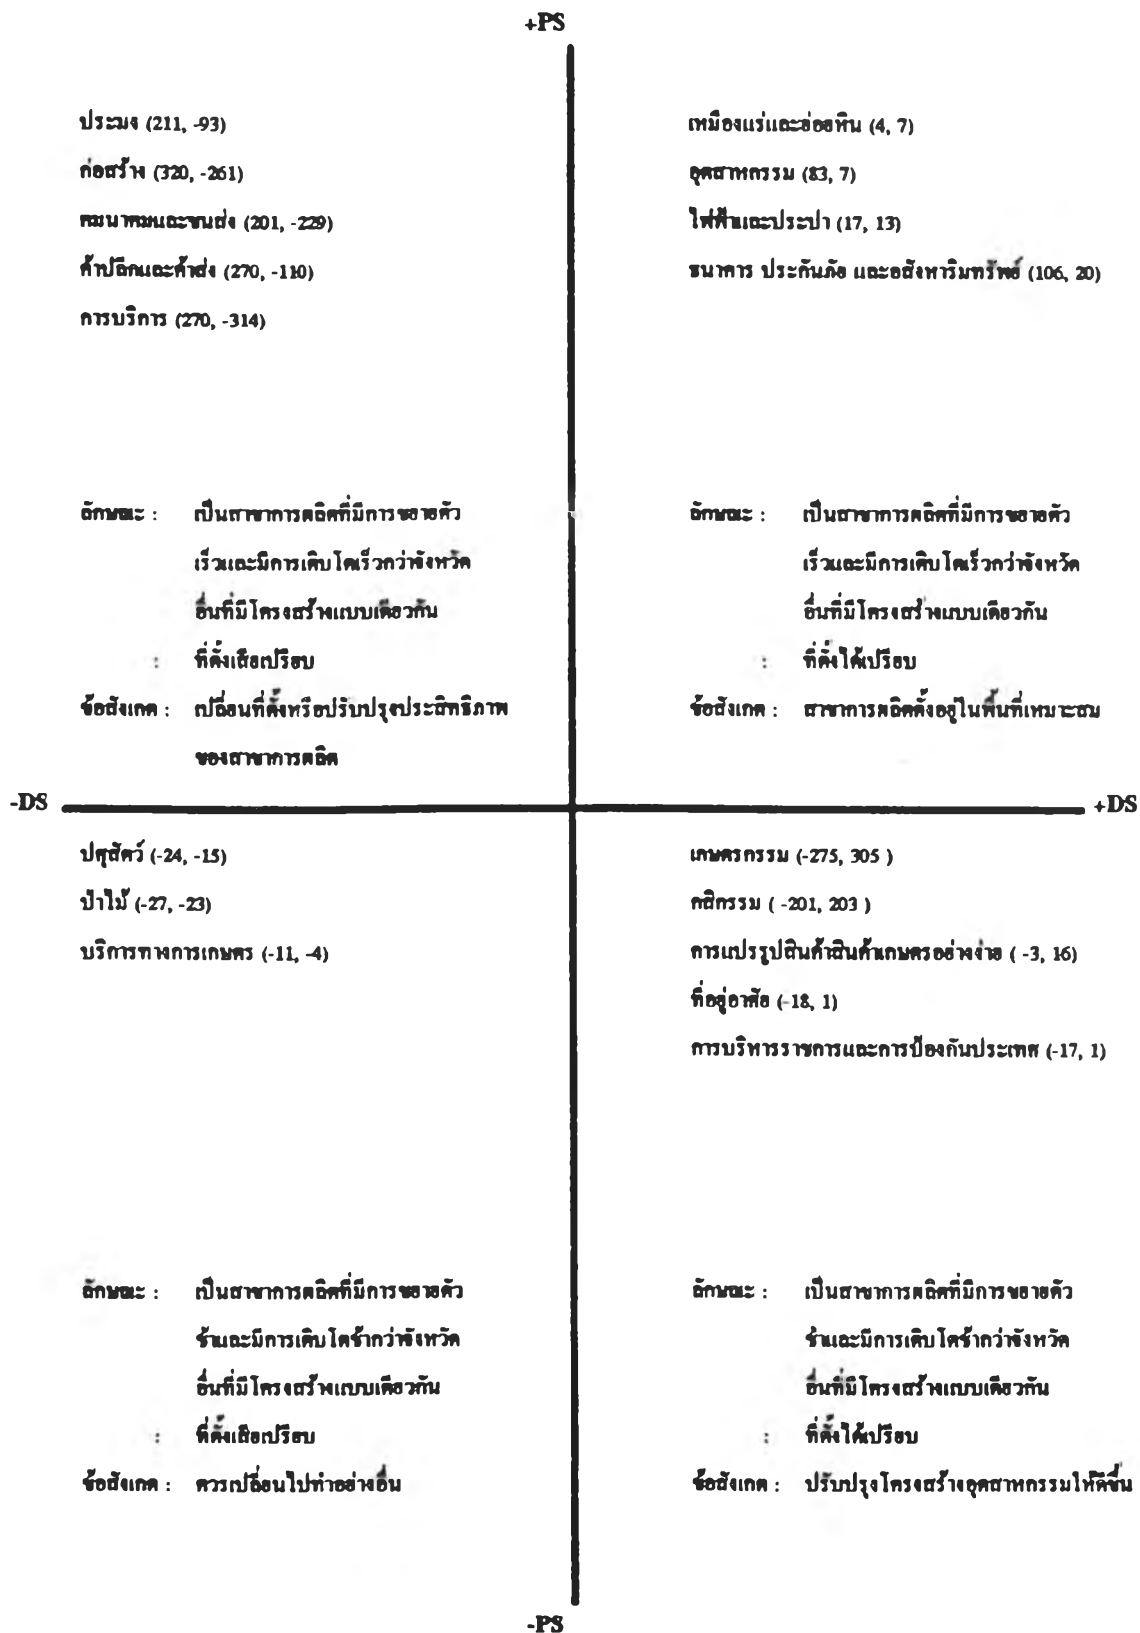 +PS
ประมง (211, -93)
ก่อสร้าง (320, -261)
คมนาคมและขนส่ง (201, -229)
ค้าปลีกและค้าส่ง (270, -110)
การบริการ (270, -314)
เหมืองแร่และย่อยหิน (4, 7)
อุตสาหกรรม (83, 7)
ไฟฟ้าและประปา (17, 13)
ธนาคาร ประกันภัย และอสังหาริมทรัพย์ (106, 20)
ลักษณะ : เป็นสาขาการผลิตที่มีการขยายตัว
เร็วและมีการเติบโตเร็วกว่าจังหวัด
อื่นที่มีโครงสร้างแบบเดียวกัน
: ที่ตั้งเสียเปรียบ
ข้อสังเกต : เปลี่ยนที่ตั้งหรือปรับปรุงประสิทธิภาพ
ของสาขาการผลิต
ลักษณะ : เป็นสาขาการผลิตที่มีการขยายตัว
เร็วและมีการเติบโตเร็วกว่าจังหวัด
อื่นที่มีโครงสร้างแบบเดียวกัน
: ที่ตั้งได้เปรียบ
ข้อสังเกต : สาขาการผลิตตั้งอยู่ในพื้นที่เหมาะสม
-DS
+DS
ปศุสัตว์ (-24, -15)
ป่าไม้ (-27, -23)
บริการทางการเกษตร (-11, -4)
เกษตรกรรม (-275, 305 )
กสิกรรม ( -201, 203 )
การแปรรูปสินค้าสินค้าเกษตรอย่างง่าย ( -3, 16)
ที่อยู่อาศัย (-18, 1)
การบริหารราชการและการป้องกันประเทศ (-17, 1)
ลักษณะ : เป็นสาขาการผลิตที่มีการขยายตัว
ช้าและมีการเติบโตช้ากว่าจังหวัด
อื่นที่มีโครงสร้างแบบเดียวกัน
: ที่ตั้งเสียเปรียบ
ข้อสังเกต : ควรเปลี่ยนไปทำอย่างอื่น
ลักษณะ : เป็นสาขาการผลิตที่มีการขยายตัว
ช้าและมีการเติบโตช้ากว่าจังหวัด
อื่นที่มีโครงสร้างแบบเดียวกัน
: ที่ตั้งได้เปรียบ
ข้อสังเกต : ปรับปรุงโครงสร้างอุตสาหกรรมให้ดีขึ้น
-PS